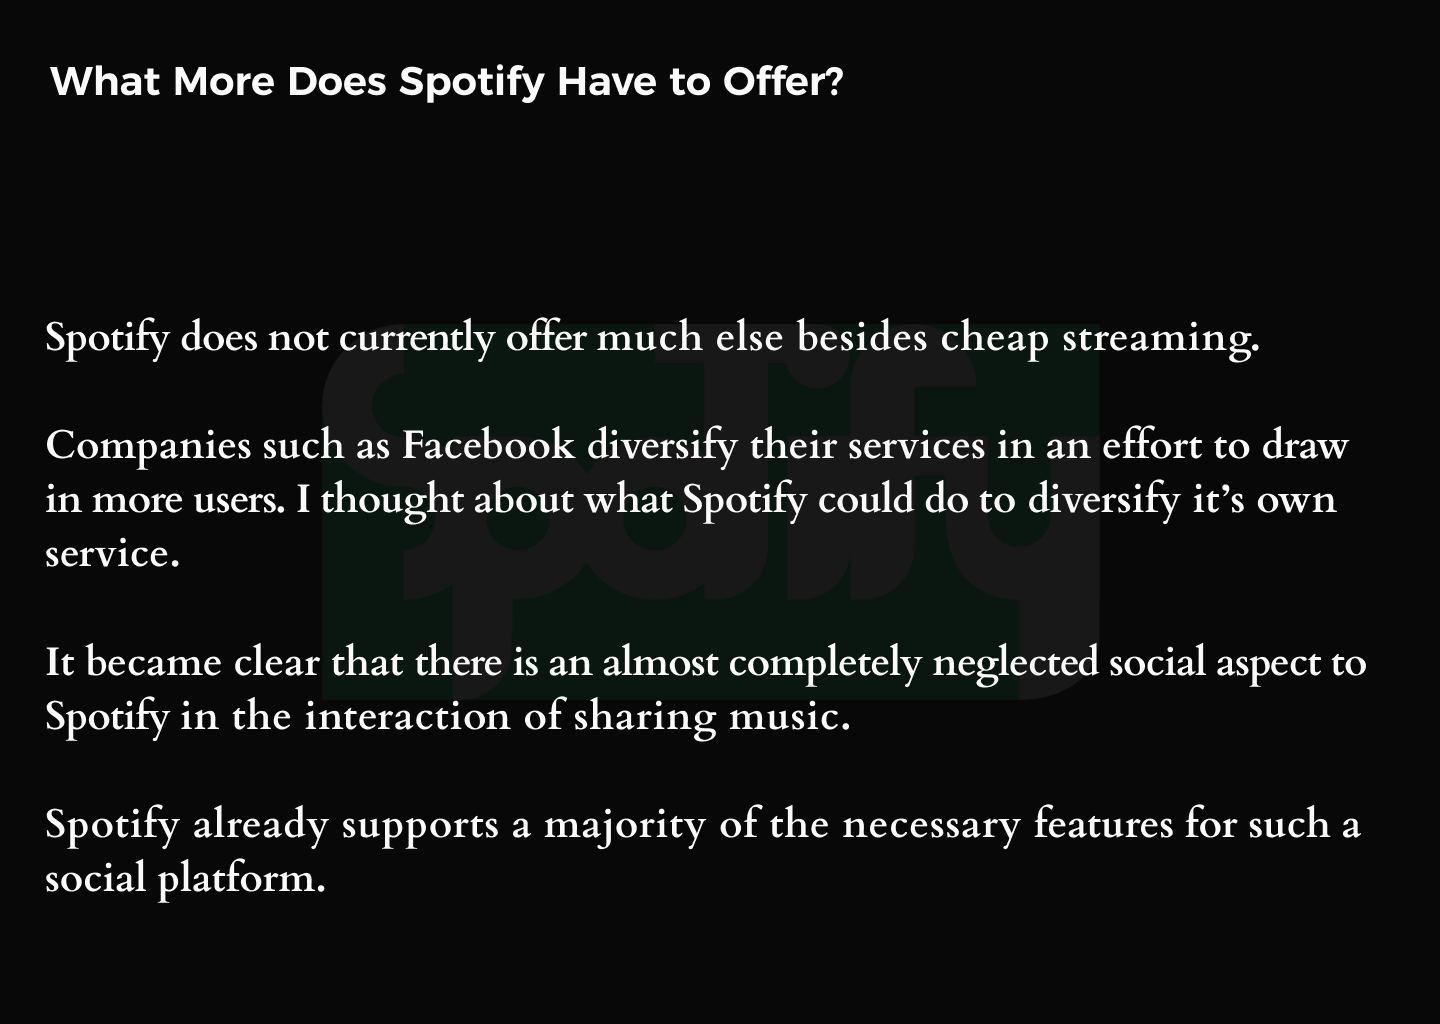 What More Does Spotify Have to Offer?
Spotify does not currently offer much else besides cheap streaming.
Companies such as Facebook diversify their services in an effort to draw
in more users. I thought about what Spotify could do to diversify it’s own
service.
It became clear that there is an almost completely neglected social aspect to
Spotify in the interaction of sharing music.
Spotify already supports a majority of the necessary features for such a
social platform.
Spotify